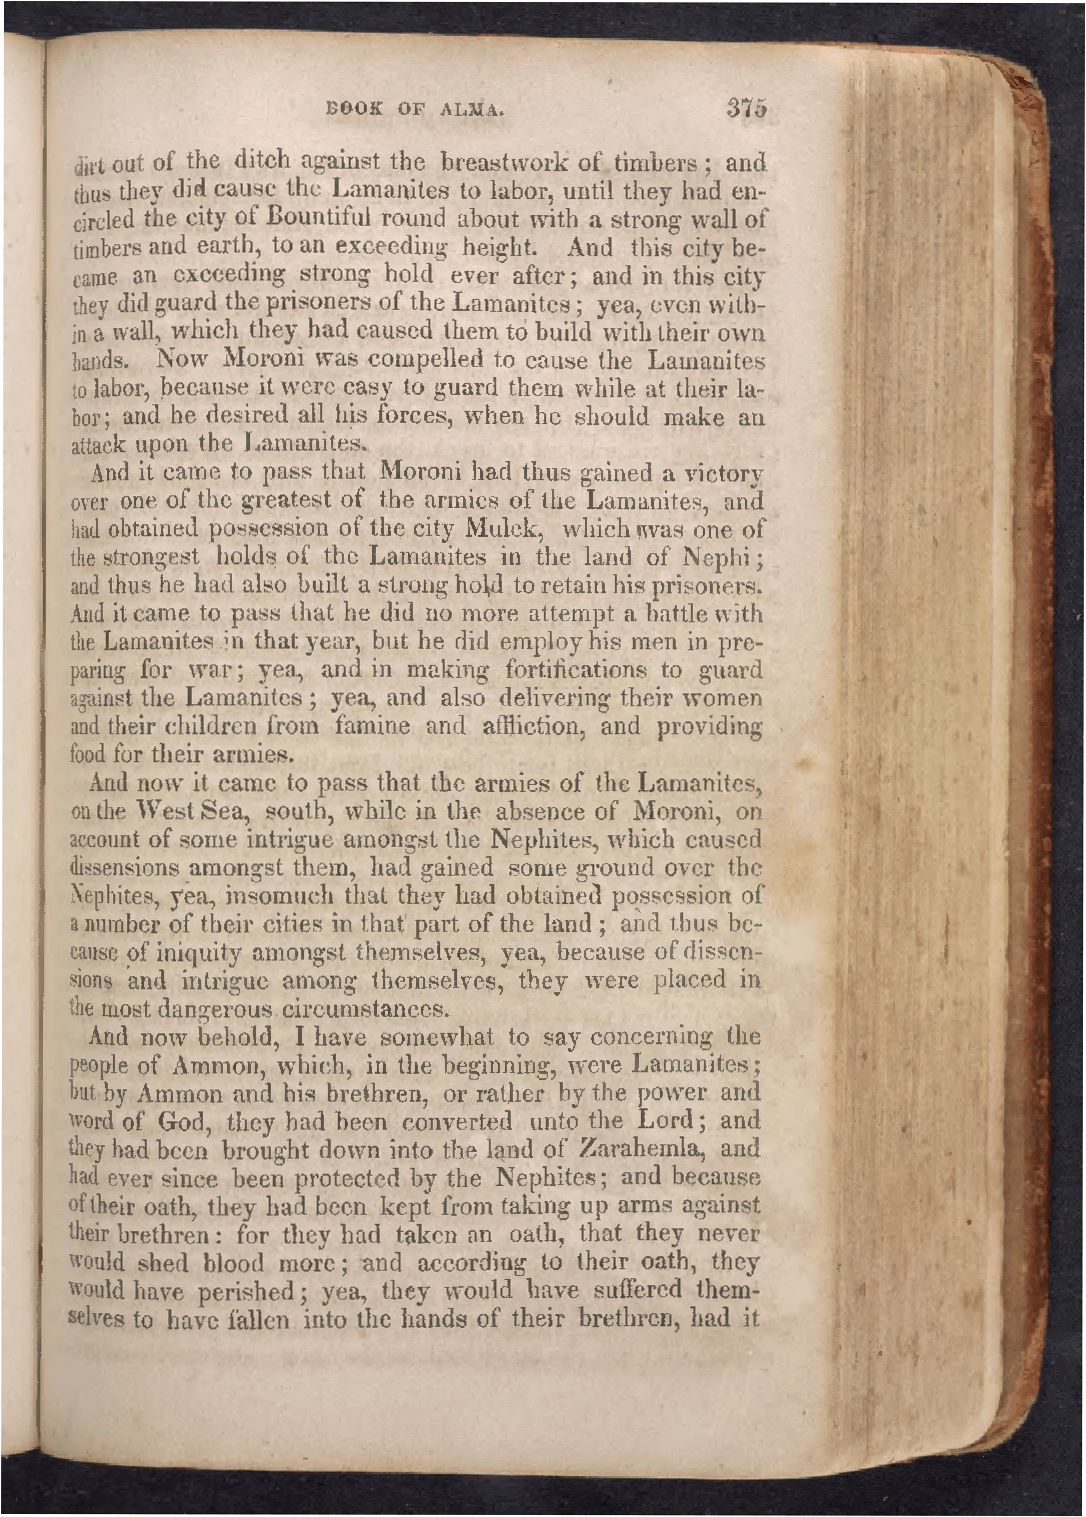 BOOK OF ALMA. 375
dirt out of the ditch against the breastwork of timbers; and
thus they did cause the Lamanites to labor, until they had en-
circled the city of Bountiful round about with a strong wall of
timbers and earth, to an exceeding height. And this city be-
came an exceeding strong hold ever after; and in this city
they did guard the prisoners of the Lamanites; yea, even with-
in a wall, which they had caused them to build with their own
hands. Now Moroni was compelled to cause the Lamanites
to labor, because it were easy to guard them while at their la-
bor; and he desired all his forces, when he should make an
attack upon the Lamanites.
And it came to pass that Moroni had thus gained a victory
over one of the greatest of the armies of the Lamanites, and
had obtained possession of the city Mulek, which was one of
the strongest holds of the Lamanites in the land of Nephi;
and thus he had also built a strong hold to retain his prisoners.
And it came to pass that he did no more attempt a battle with
the Lamanites in that year, but he did employ his men in pre-
paring for war; yea, and in making fortifications to guard
against the Lamanites; yea, and also delivering their women
and their children from famine and affliction, and providing
food for their armies.
And now it came to pass that the armies of the Lamanites,
on the West Sea, south, while in the absence of Moroni, on
account of some intrigue amongst the Nephites, which caused
dissensions amongst them, had gained some ground over the
Nephites, yea, insomuch that they had obtained possession of
a number of their cities in that part of the land; and thus be-
cause of iniquity amongst themselves, yea, because of dissen-
sions and intrigue among themselves, they were placed in
the most dangerous circumstances.
And now behold, I have somewhat to say concerning the
people of Ammon, which, in the beginning, were Lamanites;
but by Ammon and his brethren, or rather by the power and
word of God, they had been converted unto the Lord; and
they had been brought down into the land of Zarahemla, and
had ever since been protected by the Nephites; and because
of their oath, they had been kept from taking up arms against
their brethren: for they had taken an oath, that they never
would shed blood more; and according to their oath, they
would have perished; yea, they would have suffered them-
selves to have fallen into the hands of their brethren, had it